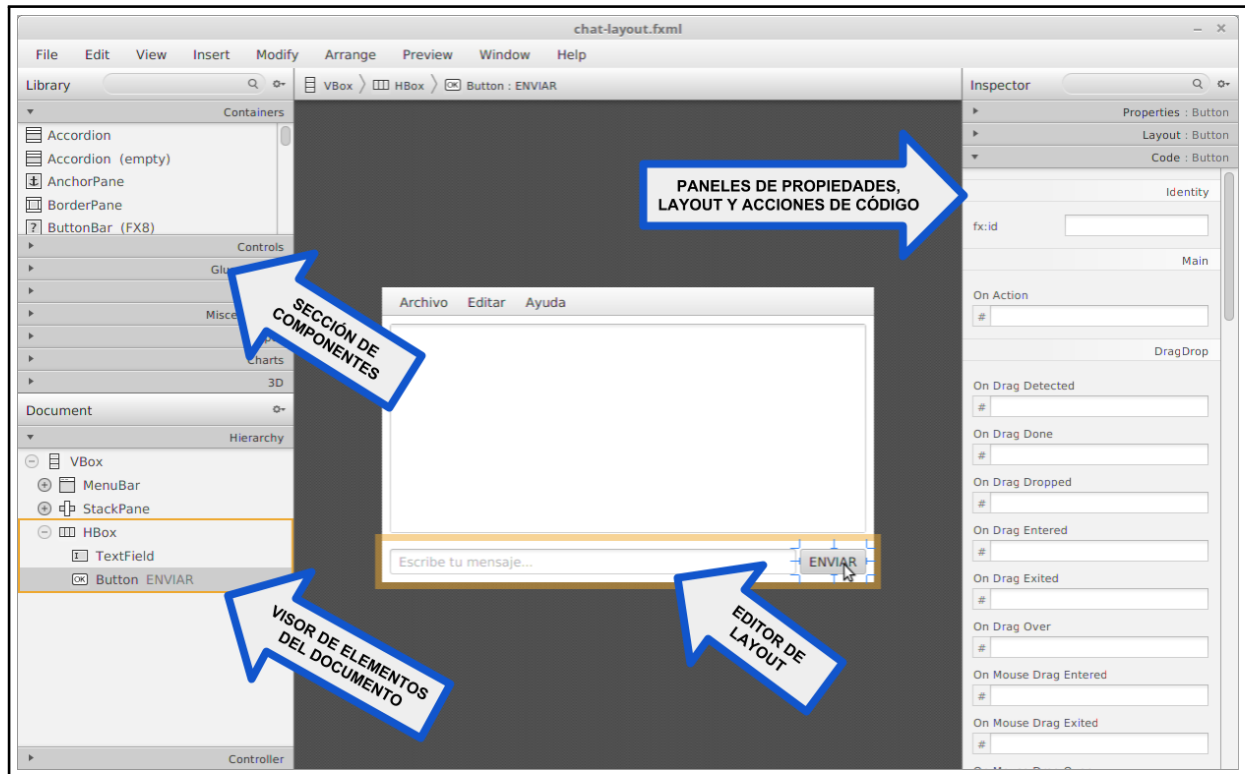 chat-layout.fxml
File Edit View Insert Modify Arrange Preview Window Help
Library
VBox HBox OK Button : ENVIAR
Inspector
Containers
Accordion
Accordion (empty)
AnchorPane
BorderPane
ButtonBar (FX8)
Controls
Charts
3D
SECCIÓN DE
COMPONENTES
Document
Hierarchy
VBox
MenuBar
StackPane
HBox
TextField
OK Button ENVIAR
VISOR DE ELEMENTOS
DEL DOCUMENTO
Controller
PANELES DE PROPIEDADES,
LAYOUT Y ACCIONES DE CÓDIGO
Archivo Editar Ayuda
Escribe tu mensaje...
ENVIAR
EDITOR DE
LAYOUT
Properties : Button
Layout : Button
Code : Button
Identity
fx:id
Main
On Action
#
DragDrop
On Drag Detected
#
On Drag Done
#
On Drag Dropped
#
On Drag Entered
#
On Drag Exited
#
On Drag Over
#
On Mouse Drag Entered
#
On Mouse Drag Exited
#